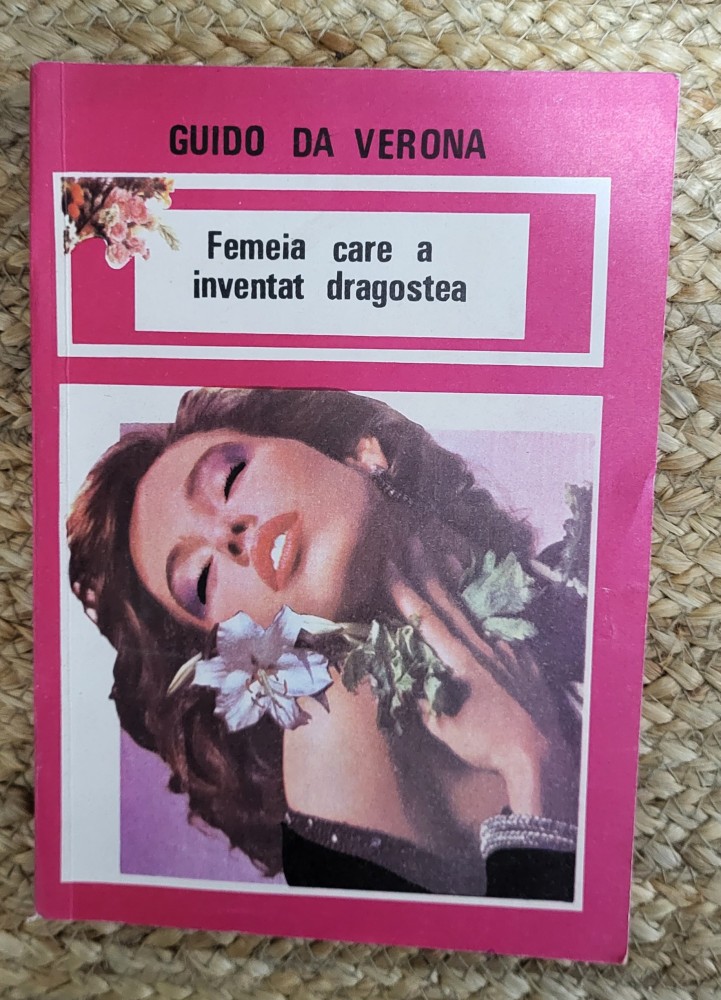 GUIDO DA VERONA
Femeia care a
inventat dragostea